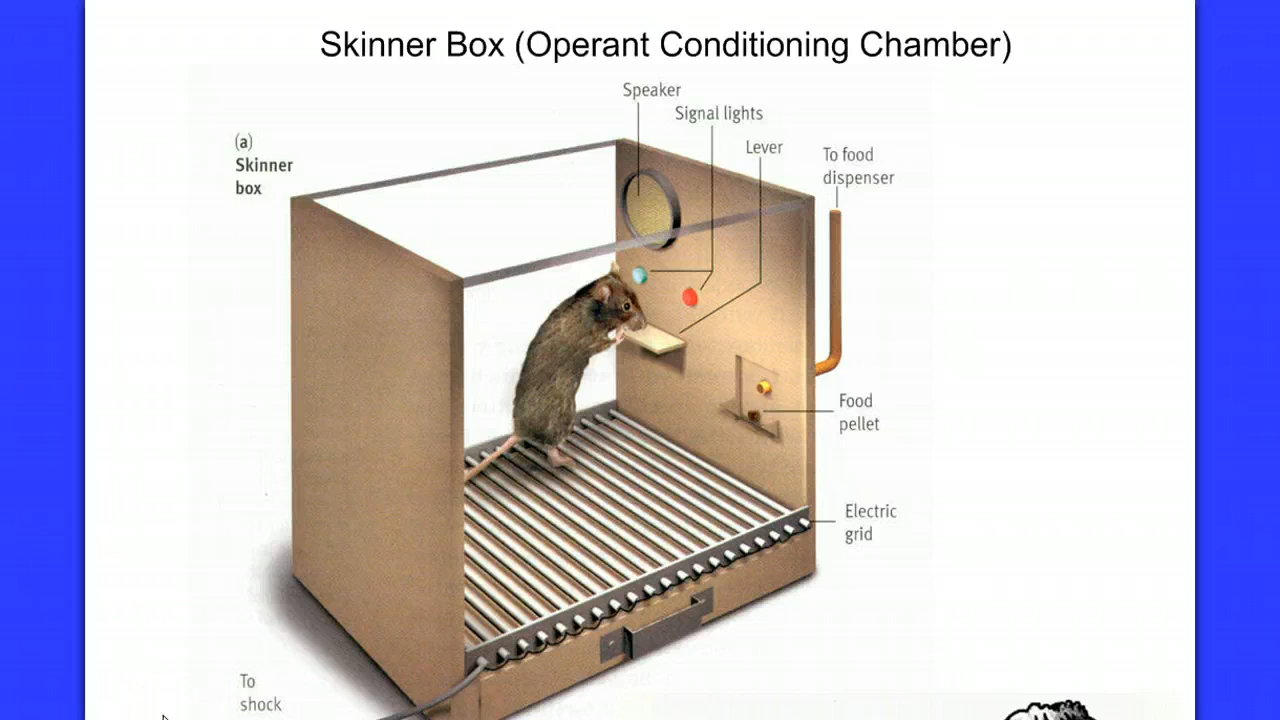 Skinner Box (Operant Conditioning Chamber)
Speaker
Signal lights
Lever
To food
dispenser
(a)
Skinner
box
Food
pellet
Electric
grid
To
shock